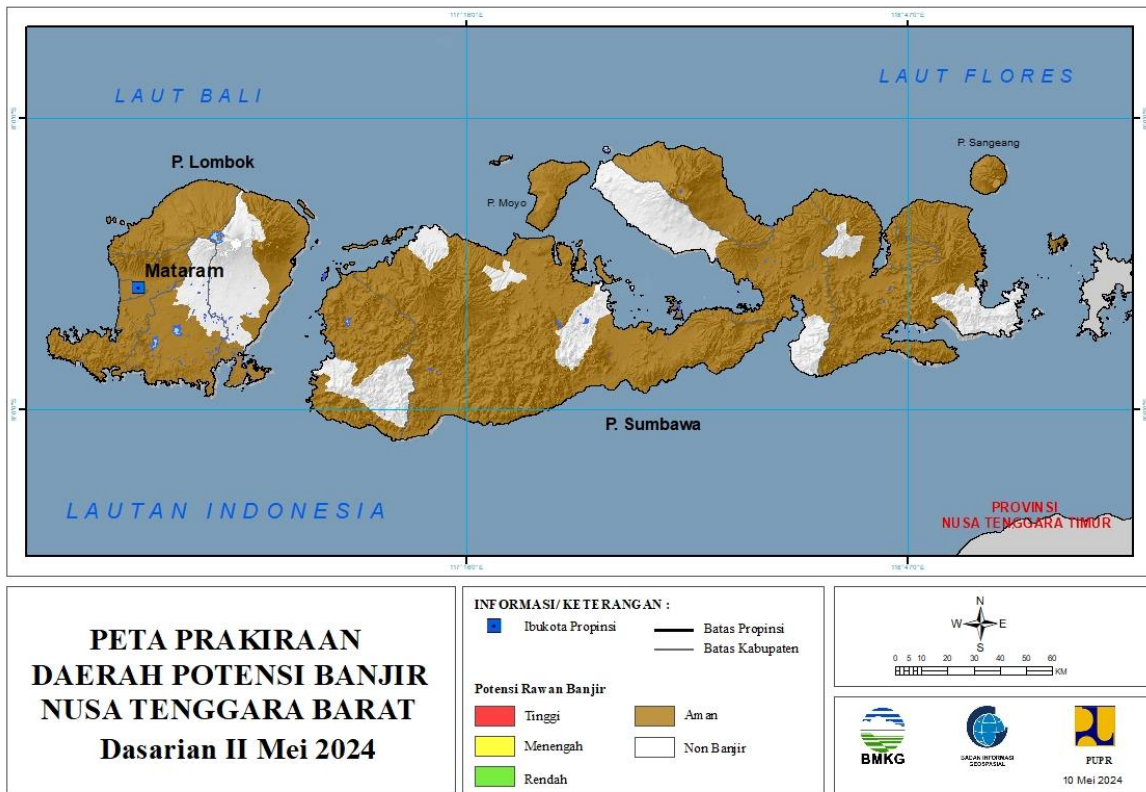 LAUT BALI
LAUT FLORES
P. Lombok
P. Sangeang
P. Moyo
Mataram
P. Sumbawa
LAUTAN INDONESIA
PROVINSI
NUSA TENGGARA TIMUR
PETA PRAKIRAAN
DAERAH POTENSI BANJIR
NUSA TENGGARA BARAT
Dasarian II Mei 2024
INFORMASI/ KETERANGAN :
Ibukota Propinsi
Batas Propinsi
Batas Kabupaten
Potensi Rawan Banjir
Tinggi
Aman
Menengah
Non Banjir
Rendah
N
W E
S
0 5 10 20 30 40 50 60
KM
BMKG
BADAN INFORMASI
GEOSPASIAL
PUPR
10 Mei 2024